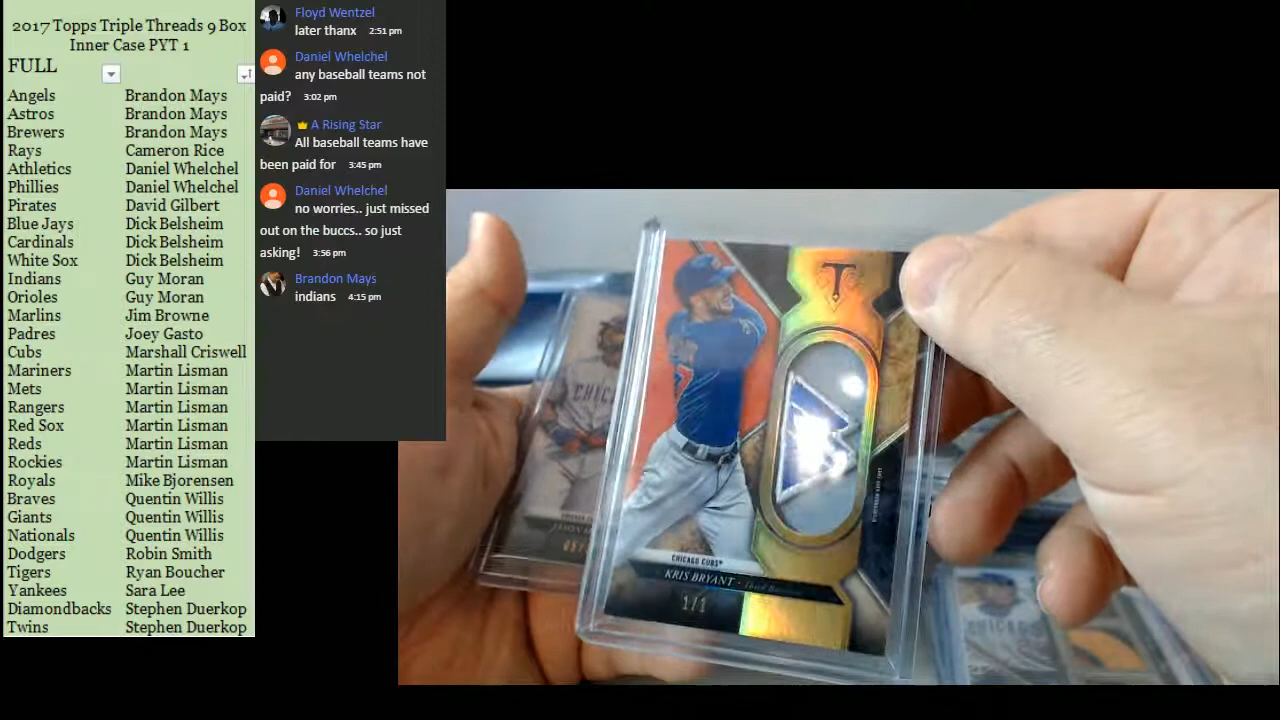 2017 Topps Triple Threads 9 Box
Inner Case PYT 1
FULL
Angels Brandon Mays
Astros Brandon Mays
Brewers Brandon Mays
Rays Cameron Rice
Athletics Daniel Whelchel
Phillies Daniel Whelchel
Pirates David Gilbert
Blue Jays Dick Belsheim
Cardinals Dick Belsheim
White Sox Dick Belsheim
Indians Guy Moran
Orioles Guy Moran
Marlins Jim Browne
Padres Joey Gasto
Cubs Marshall Criswell
Mariners Martin Lisman
Mets Martin Lisman
Rangers Martin Lisman
Red Sox Martin Lisman
Reds Martin Lisman
Rockies Martin Lisman
Royals Mike Bjorensen
Braves Quentin Willis
Giants Quentin Willis
Nationals Quentin Willis
Dodgers Robin Smith
Tigers Ryan Boucher
Yankees Sara Lee
Diamondbacks Stephen Duerkop
Twins Stephen Duerkop
Floyd Wentzel
later thanx 2:51 pm
Daniel Whelchel
any baseball teams not
paid? 3:02 pm
A Rising Star
All baseball teams have
been paid for 3:45 pm
Daniel Whelchel
no worries.. just missed
out on the buccs.. so just
asking! 3:56 pm
Brandon Mays
indians 4:15 pm
T
CHICAGO CUBS
KRIS BRYANT · Third Baseman
1/1
CHICAGO
JASON
CHICAGO